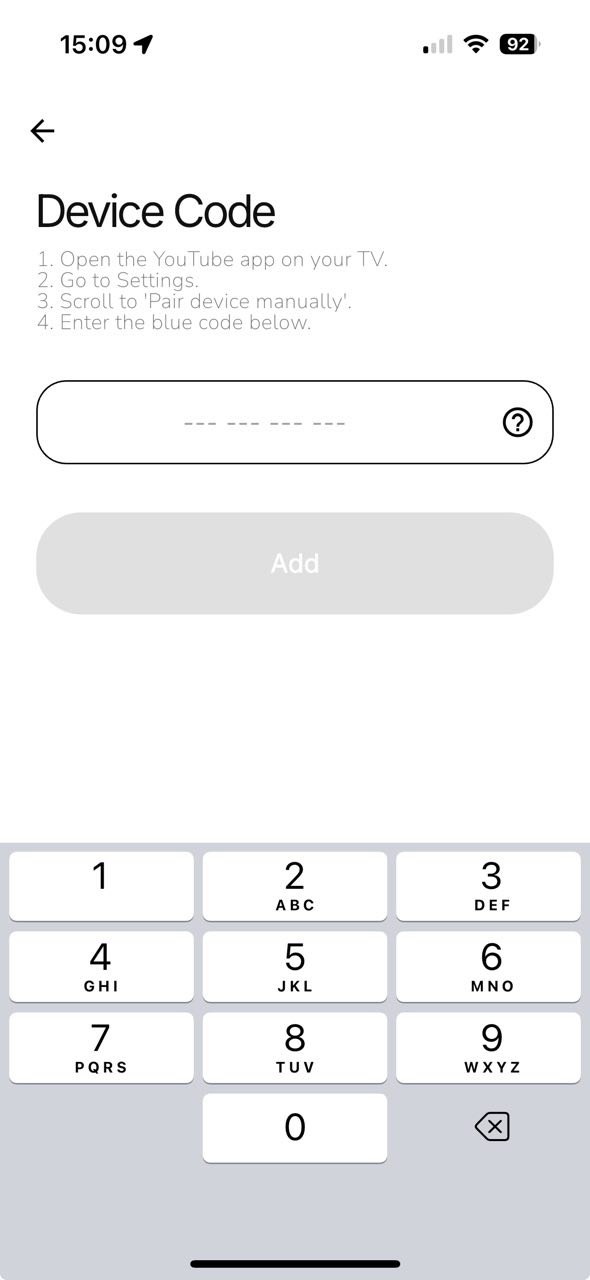 15:09
92
Device Code
1. Open the YouTube app on your TV.
2. Go to Settings.
3. Scroll to 'Pair device manually'.
4. Enter the blue code below.
--- --- --- ---
Add
1
2
ABC
3
DEF
4
GHI
5
JKL
6
MNO
7
PQRS
8
TUV
9
WXYZ
0